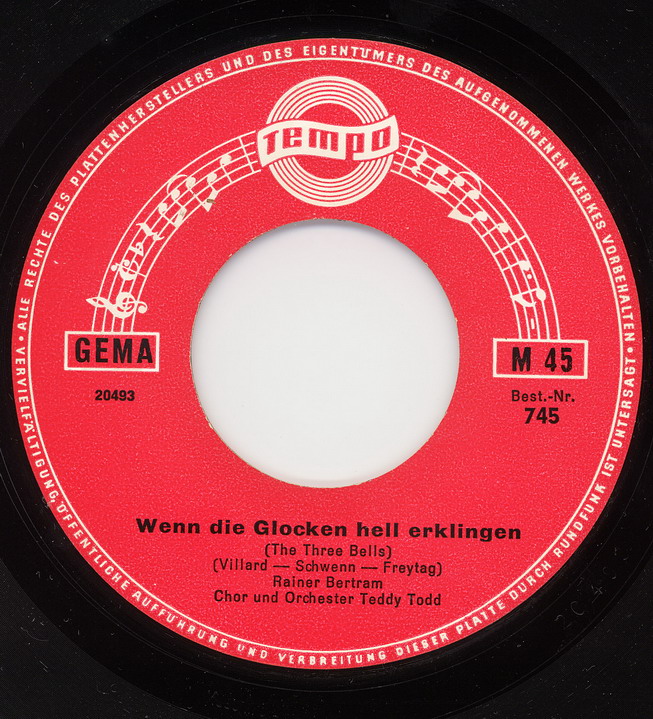 ALLE RECHTE DES PLATTENHERSTELLERS UND DES EIGENTÜMERS DES AUFGENOMMENEN WERKES VORBEHALTEN •
tempo
GEMA
M 45
20493
Best.-Nr.
745
Wenn die Glocken hell erklingen
(The Three Bells)
(Villard — Schwenn — Freytag)
Rainer Bertram
Chor und Orchester Teddy Todd
• VERVIELFÄLTIGUNG, ÖFFENTLICHE AUFFÜHRUNG UND VERBREITUNG DIESER PLATTE DURCH RUNDFUNK IST UNTERSAGT